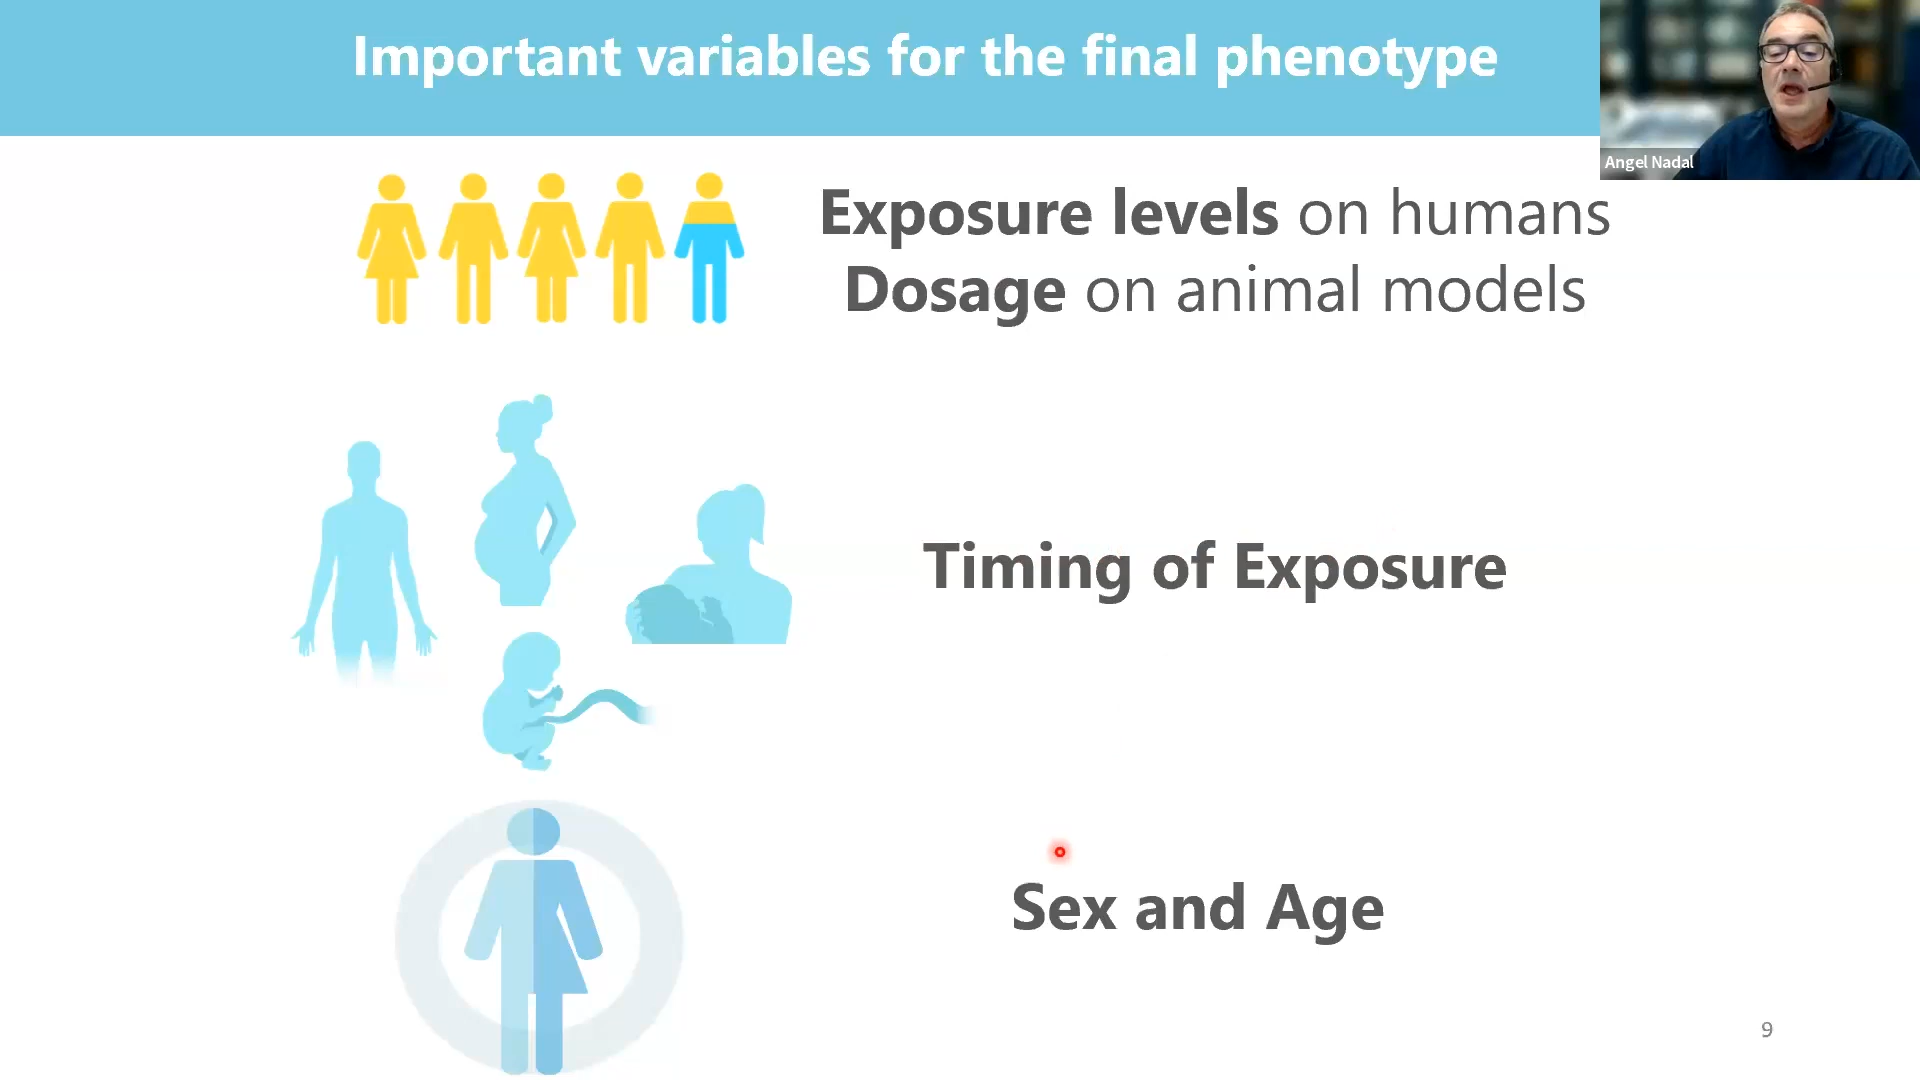 Important variables for the final phenotype
Angel Nadal
Exposure levels on humans
Dosage on animal models
Timing of Exposure
Sex and Age
9